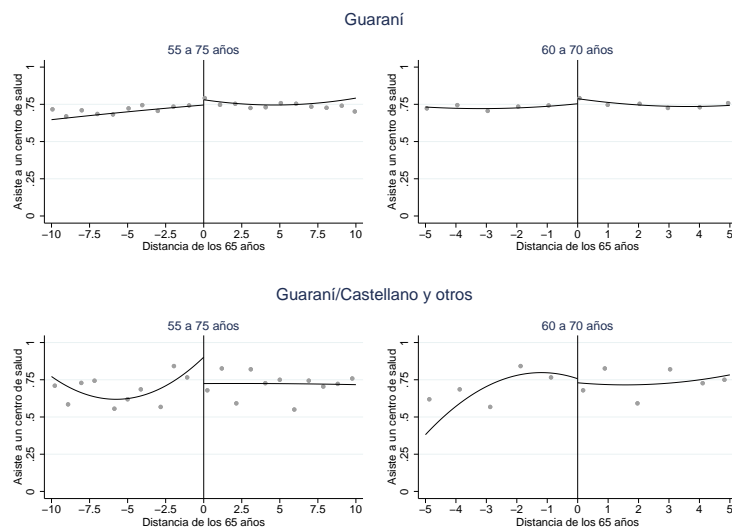 Guaraní
55 a 75 años
Asiste a un centro de salud
0 .25 .5 .75 1
−10 −7.5 −5 −2.5 0 2.5 5 7.5 10
Distancia de los 65 años
60 a 70 años
Asiste a un centro de salud
0 .25 .5 .75 1
−5 −4 −3 −2 −1 0 1 2 3 4 5
Distancia de los 65 años
Guaraní/Castellano y otros
55 a 75 años
Asiste a un centro de salud
0 .25 .5 .75 1
−10 −7.5 −5 −2.5 0 2.5 5 7.5 10
Distancia de los 65 años
60 a 70 años
Asiste a un centro de salud
0 .25 .5 .75 1
−5 −4 −3 −2 −1 0 1 2 3 4 5
Distancia de los 65 años